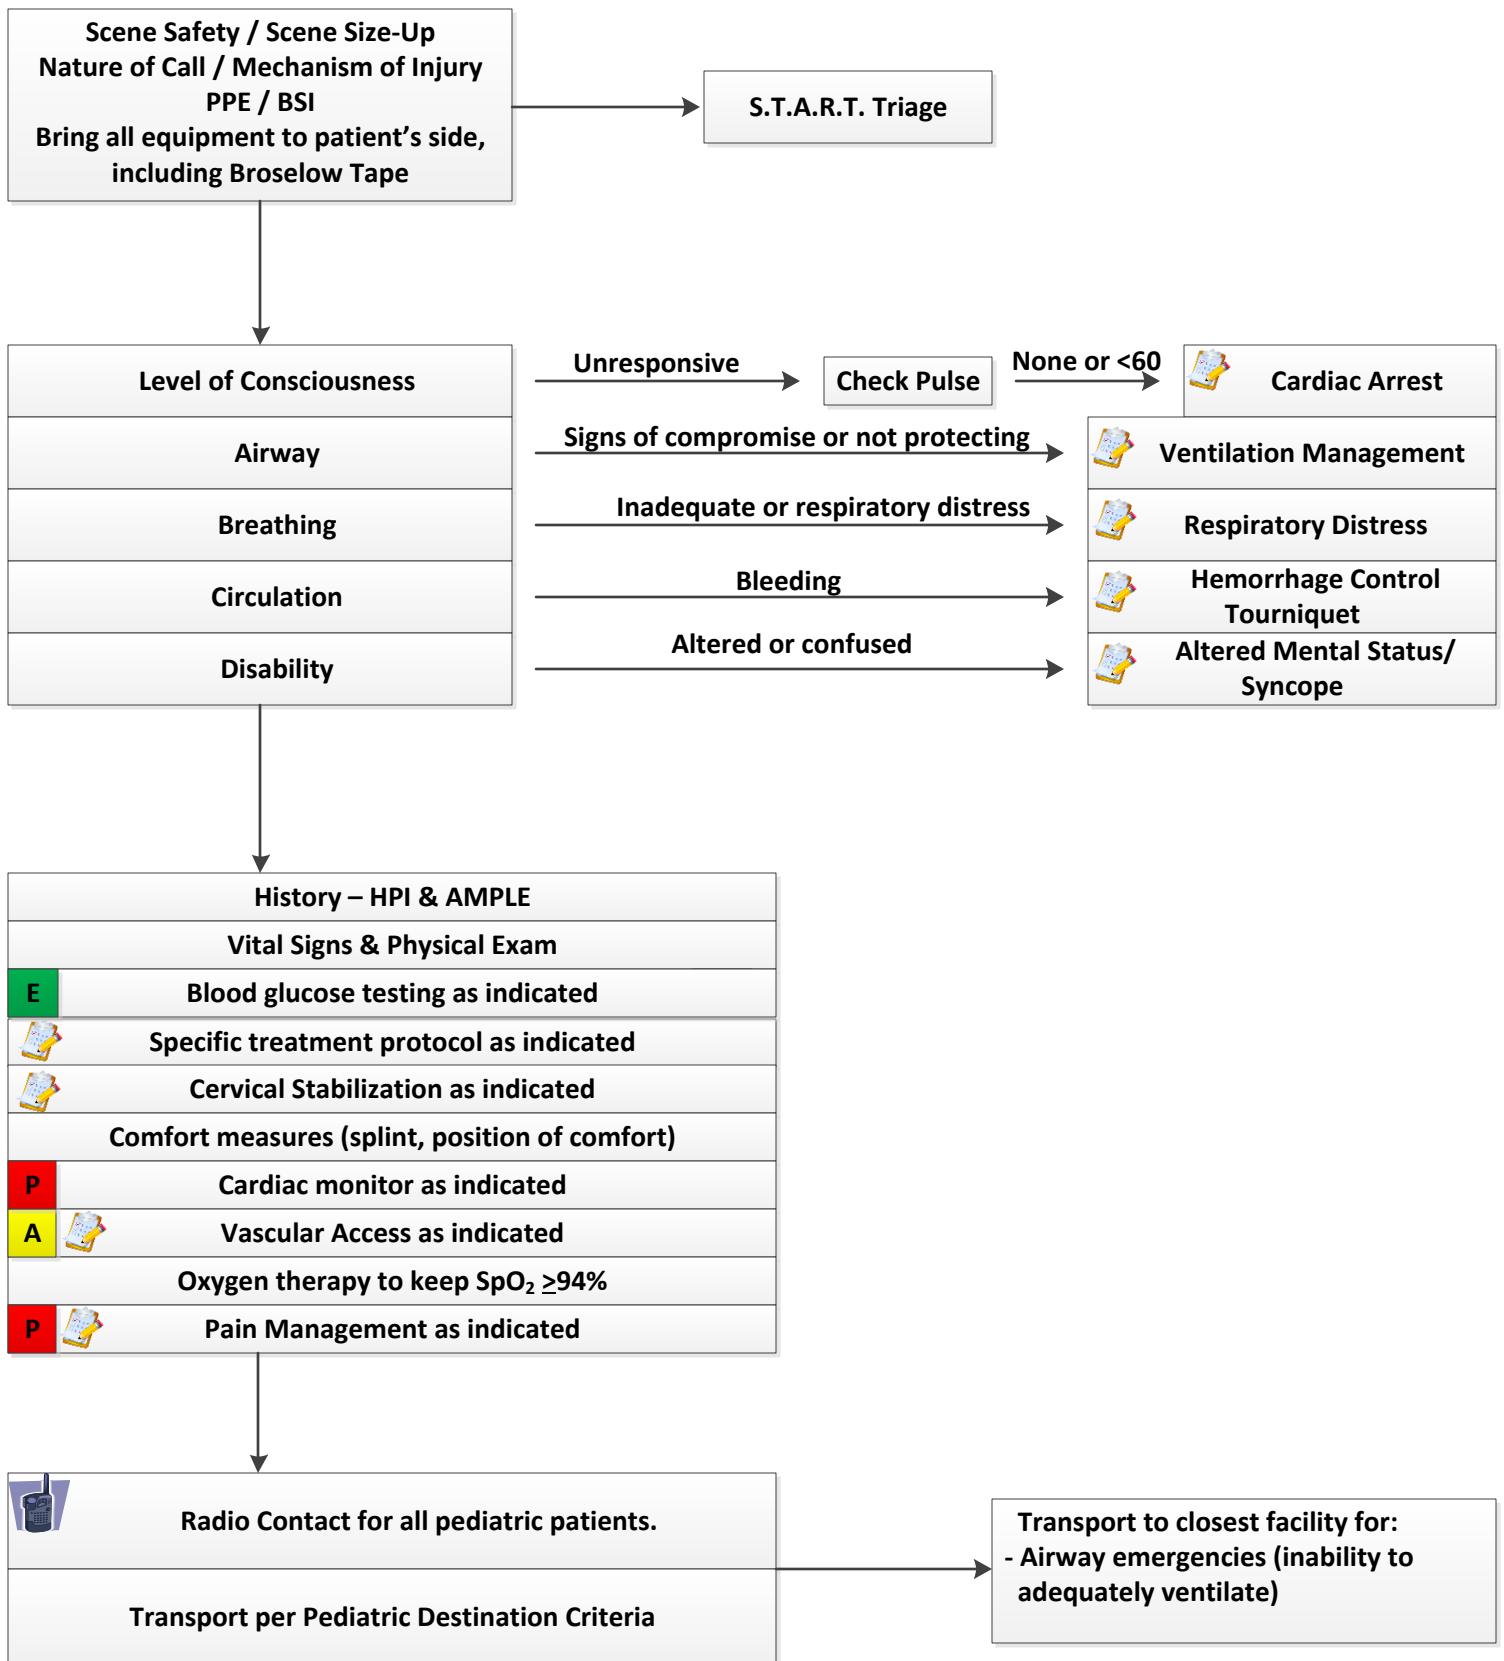 Scene Safety / Scene Size-Up
Nature of Call / Mechanism of Injury
PPE / BSI
Bring all equipment to patient’s side,
including Broselow Tape
S.T.A.R.T. Triage
Level of Consciousness
Unresponsive
Check Pulse
None or <60
Cardiac Arrest
Airway
Signs of compromise or not protecting
Ventilation Management
Breathing
Inadequate or respiratory distress
Respiratory Distress
Circulation
Bleeding
Hemorrhage Control
Tourniquet
Disability
Altered or confused
Altered Mental Status/
Syncope
History – HPI & AMPLE
Vital Signs & Physical Exam
E Blood glucose testing as indicated
Specific treatment protocol as indicated
Cervical Stabilization as indicated
Comfort measures (splint, position of comfort)
P Cardiac monitor as indicated
A Vascular Access as indicated
Oxygen therapy to keep SpO₂ ≥94%
P Pain Management as indicated
Radio Contact for all pediatric patients.
Transport per Pediatric Destination Criteria
Transport to closest facility for:
- Airway emergencies (inability to
adequately ventilate)